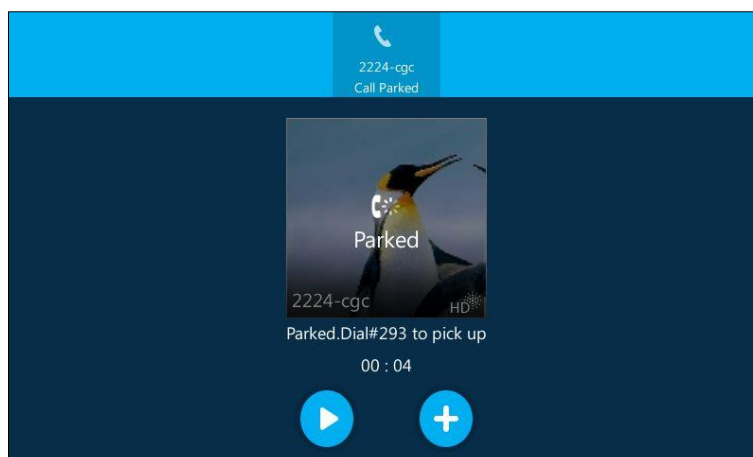 2224-cgc
Call Parked
Parked
2224-cgc
HD
Parked.Dial#293 to pick up
00 : 04